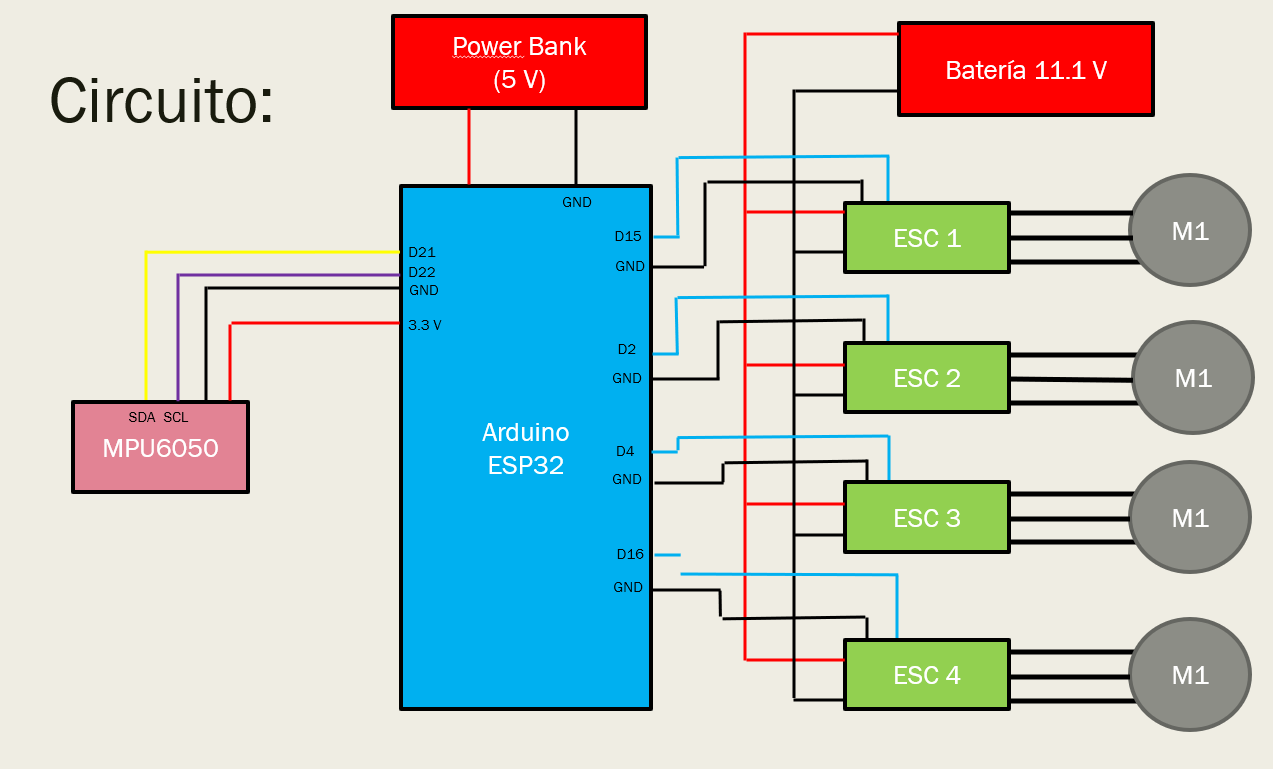 Circuito:
Power Bank
(5 V)
Batería 11.1 V
GND
D15
GND
D21
D22
GND
3.3 V
D2
GND
Arduino
ESP32
D4
GND
D16
GND
SDA SCL
MPU6050
ESC 1
M1
ESC 2
M1
ESC 3
M1
ESC 4
M1